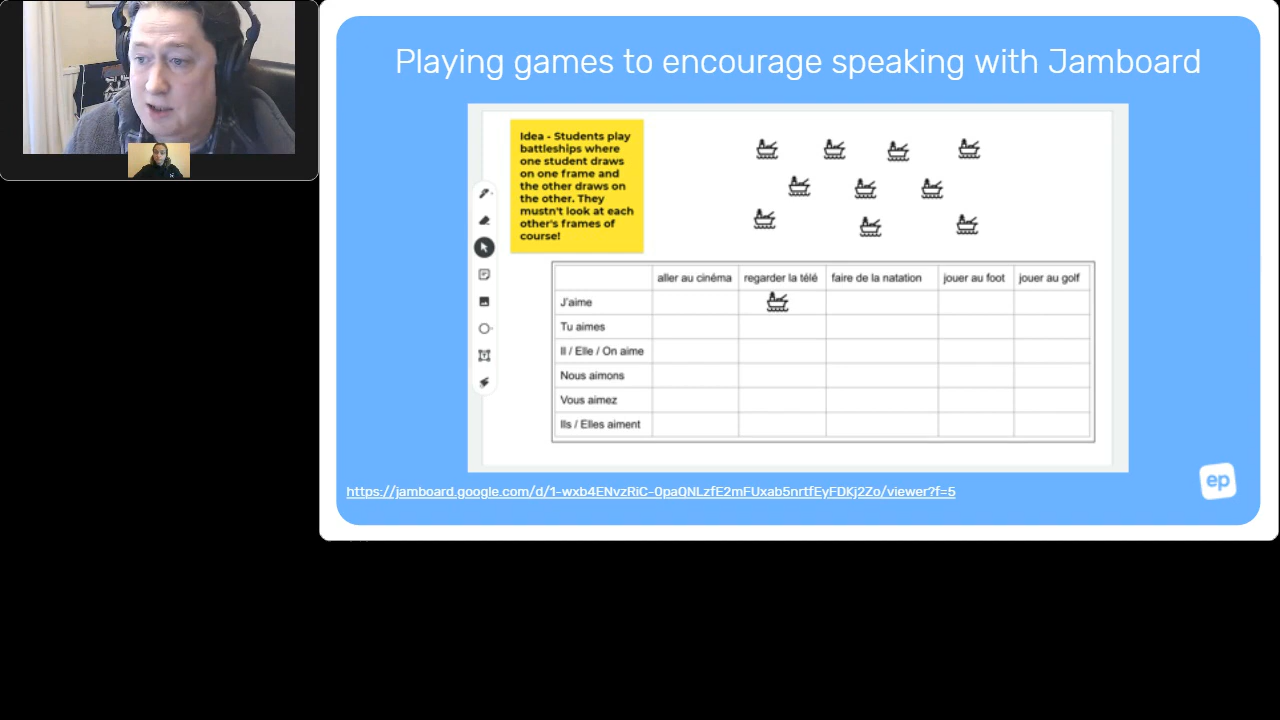 Playing games to encourage speaking with Jamboard
Idea - Students play
battleships where
one student draws
on one frame and
the other draws on
the other. They
mustn't look at each
other's frames of
course!
aller au cinéma regarder la télé faire de la natation jouer au foot jouer au golf
J'aime
Tu aimes
Il / Elle / On aime
Nous aimons
Vous aimez
Ils / Elles aiment
https://jamboard.google.com/d/1-wxb4ENvzRiC-0paQNLzfE2mFUxab5nrtfEyFDKj2Zo/viewer?f=5
ep